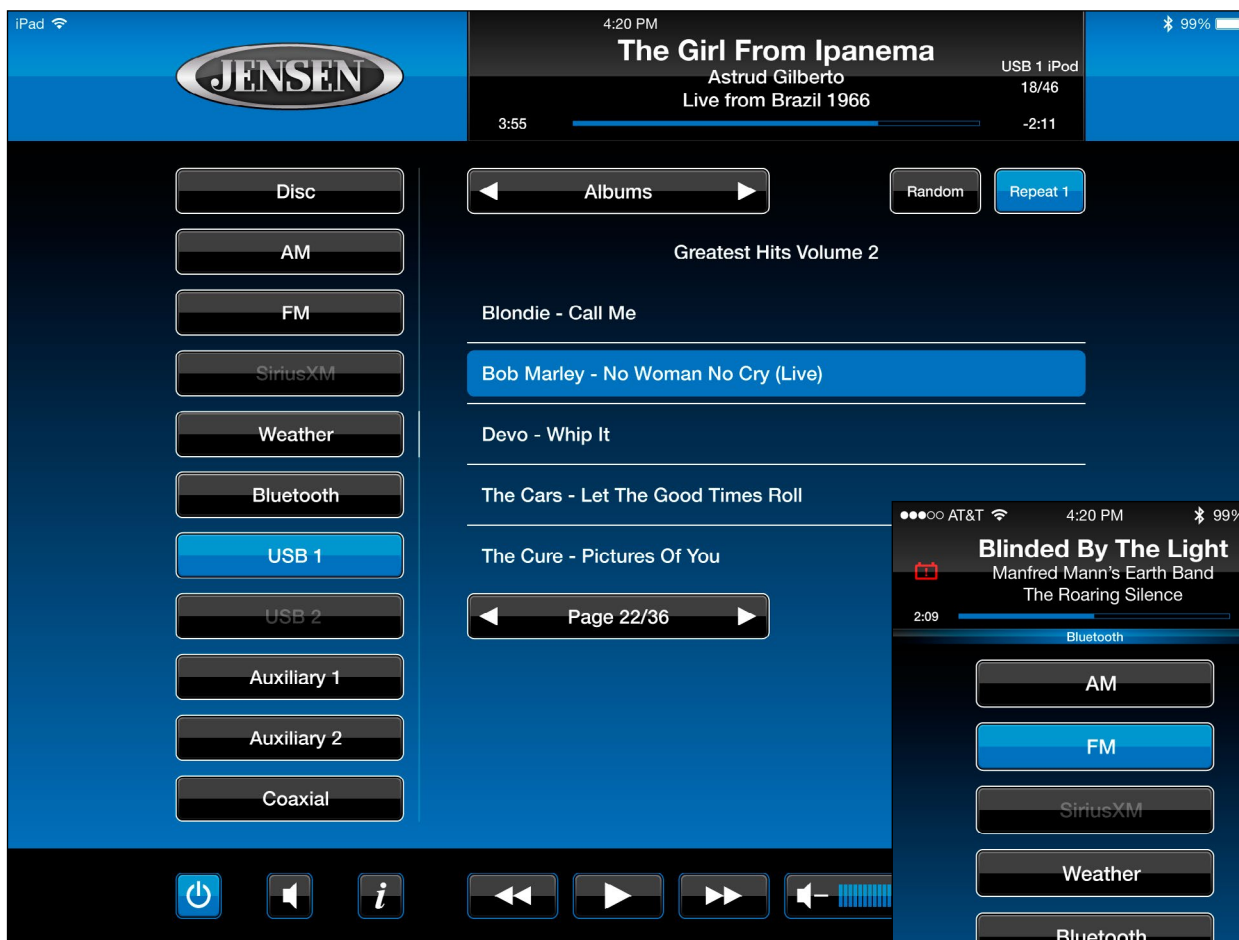 iPad
4:20 PM
99%
JENSEN
The Girl From Ipanema
Astrud Gilberto
Live from Brazil 1966
USB 1 iPod
18/46
3:55
-2:11
Disc
AM
FM
SiriusXM
Weather
Bluetooth
USB 1
USB 2
Auxiliary 1
Auxiliary 2
Coaxial
Albums
Random
Repeat 1
Greatest Hits Volume 2
Blondie - Call Me
Bob Marley - No Woman No Cry (Live)
Devo - Whip It
The Cars - Let The Good Times Roll
The Cure - Pictures Of You
Page 22/36
i
AT&T
4:20 PM
99%
Blinded By The Light
Manfred Mann's Earth Band
The Roaring Silence
2:09
Bluetooth
AM
FM
SiriusXM
Weather
Bluetooth